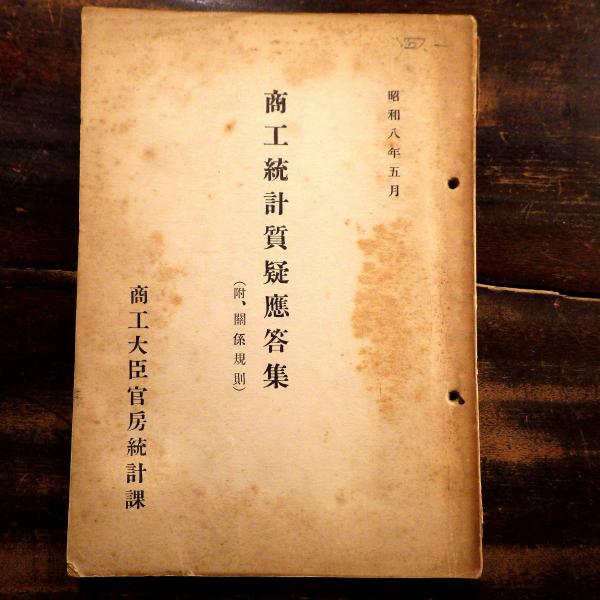 昭和八年五月
商工統計質疑應答集
(附、關係規則)
商工大臣官房統計課